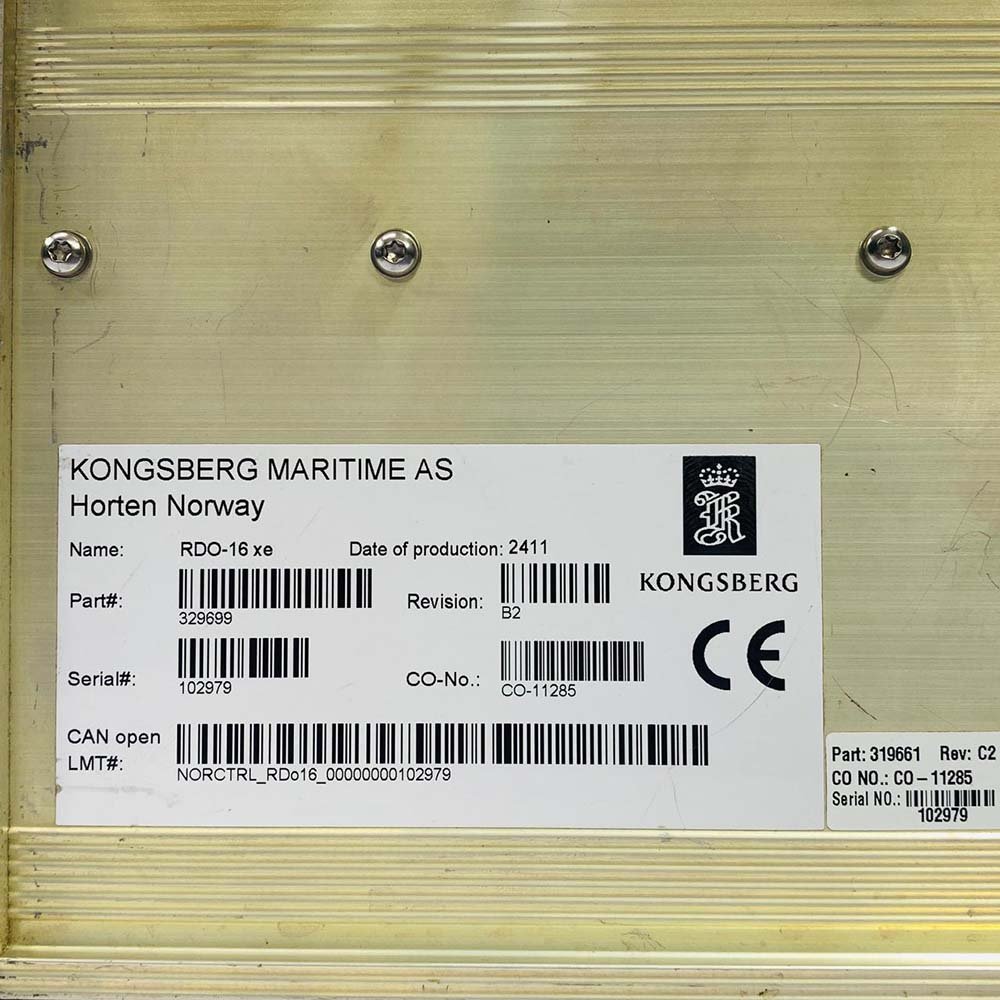 KONGSBERG MARITIME AS
Horten Norway
Name: RDO-16 xe Date of production: 2411
KONGSBERG
Part#: 329699 Revision: B2
Serial#: 102979 CO-No.: CO-11285
CE
CAN open
LMT#: NORCTRL_RDo16_00000000102979
Part: 319661 Rev: C2
CO NO.: CO-11285
Serial NO.:
102979